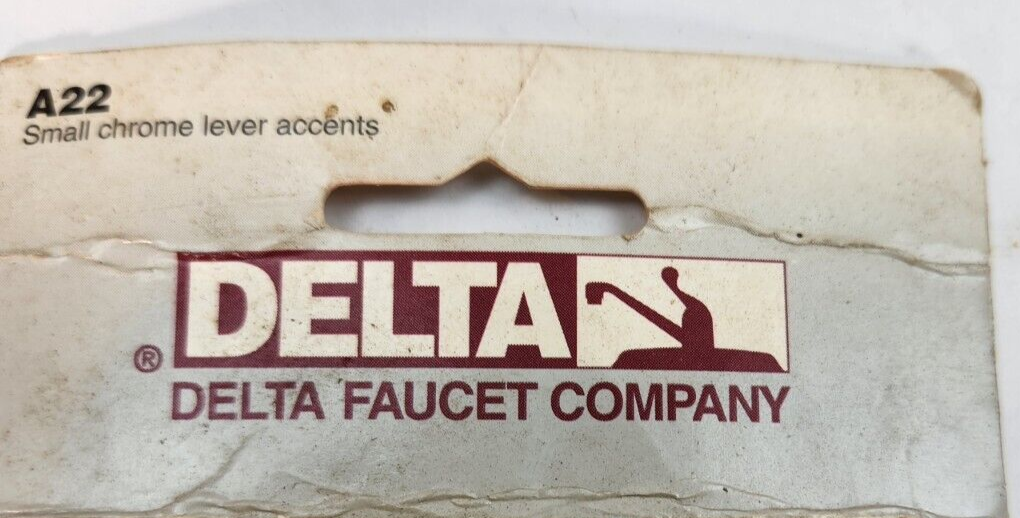 A22
Small chrome lever accents
DELTA
®
DELTA FAUCET COMPANY